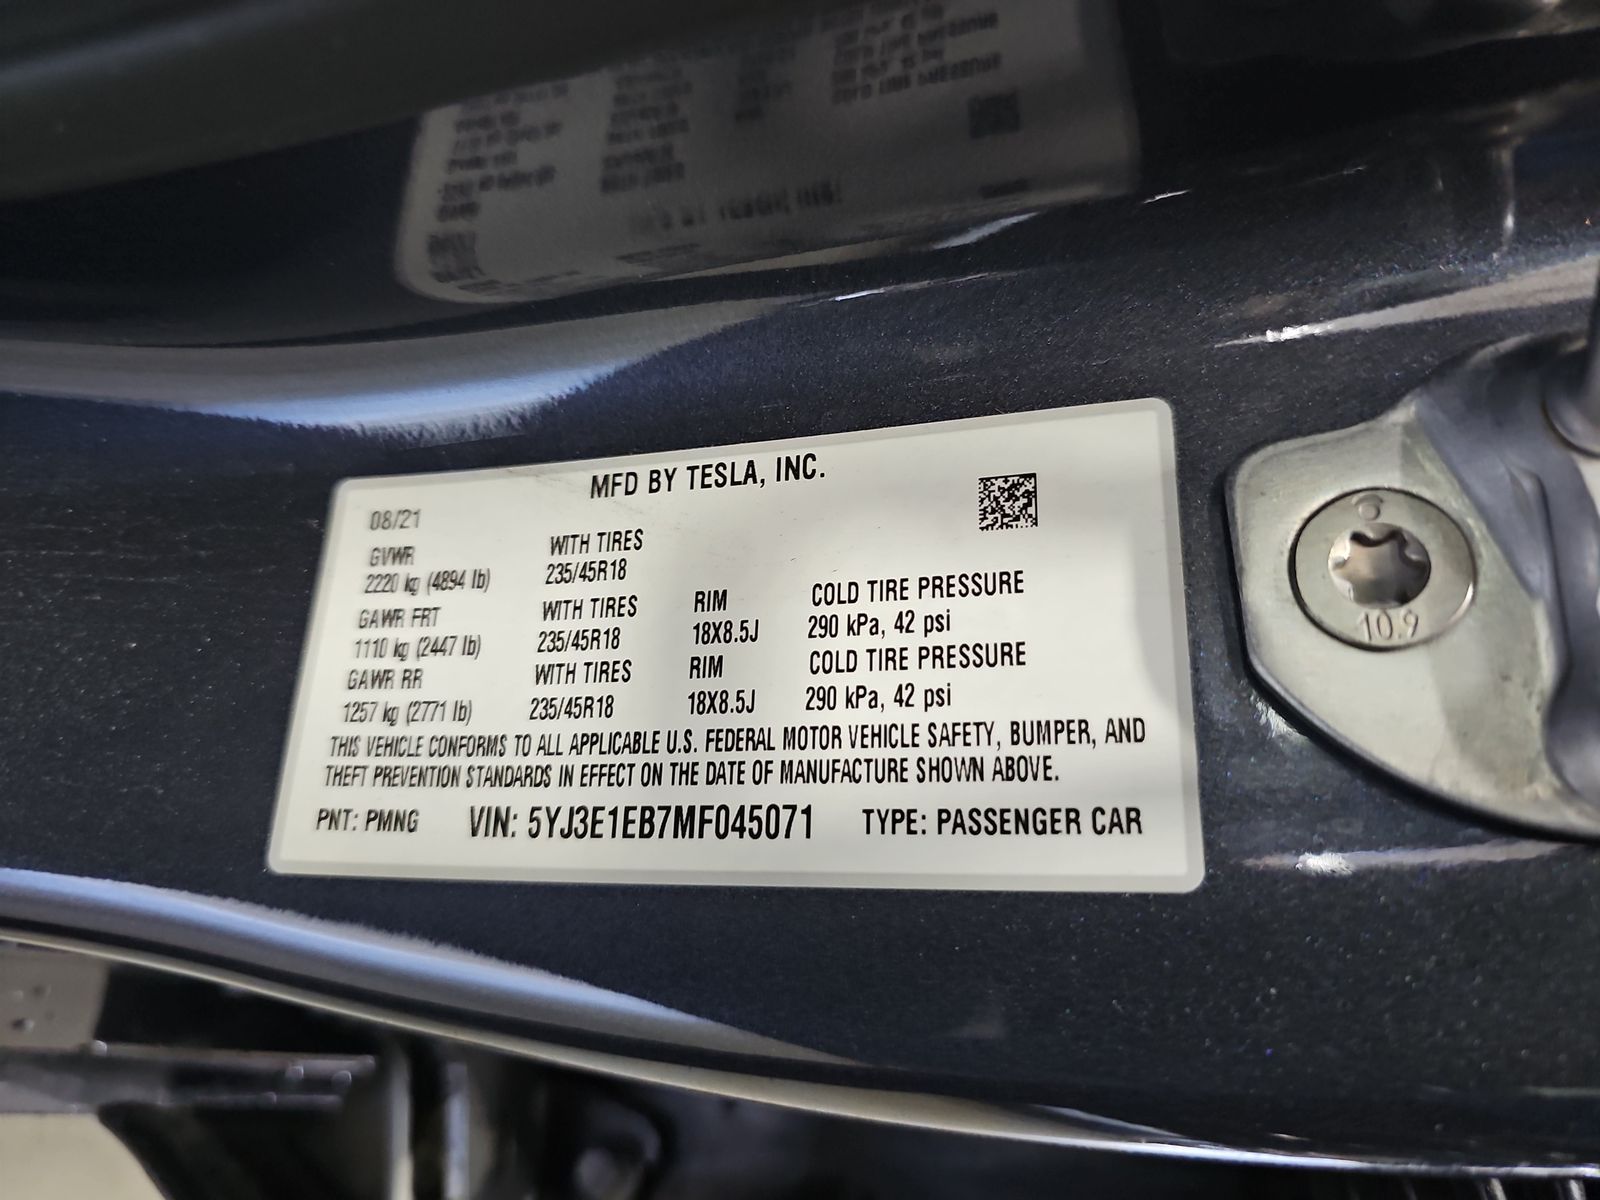 MFD BY TESLA, INC.
08/21
GVWR
2220 kg (4894 lb)
WITH TIRES
235/45R18
GAWR FRT
1110 kg (2447 lb)
WITH TIRES
235/45R18
RIM
18X8.5J
COLD TIRE PRESSURE
290 kPa, 42 psi
GAWR RR
1257 kg (2771 lb)
WITH TIRES
235/45R18
RIM
18X8.5J
COLD TIRE PRESSURE
290 kPa, 42 psi
THIS VEHICLE CONFORMS TO ALL APPLICABLE U.S. FEDERAL MOTOR VEHICLE SAFETY, BUMPER, AND
THEFT PREVENTION STANDARDS IN EFFECT ON THE DATE OF MANUFACTURE SHOWN ABOVE.
PNT: PMNG VIN: 5YJ3E1EB7MF045071 TYPE: PASSENGER CAR
10.9